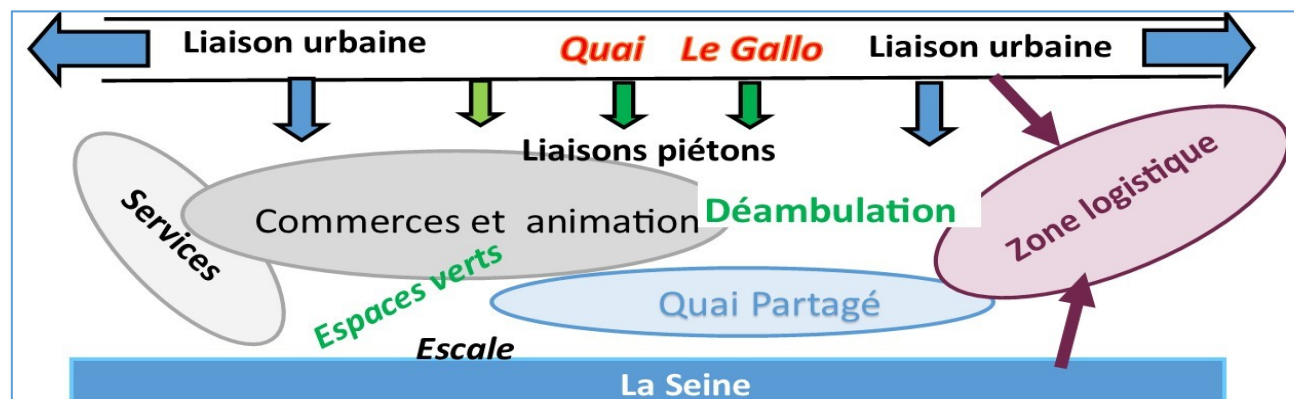 Liaison urbaine Quai Le Gallo Liaison urbaine
Liaisons piétons
Services
Commerces et animation
Déambulation
Zone logistique
Espaces verts
Quai Partagé
Escale
La Seine